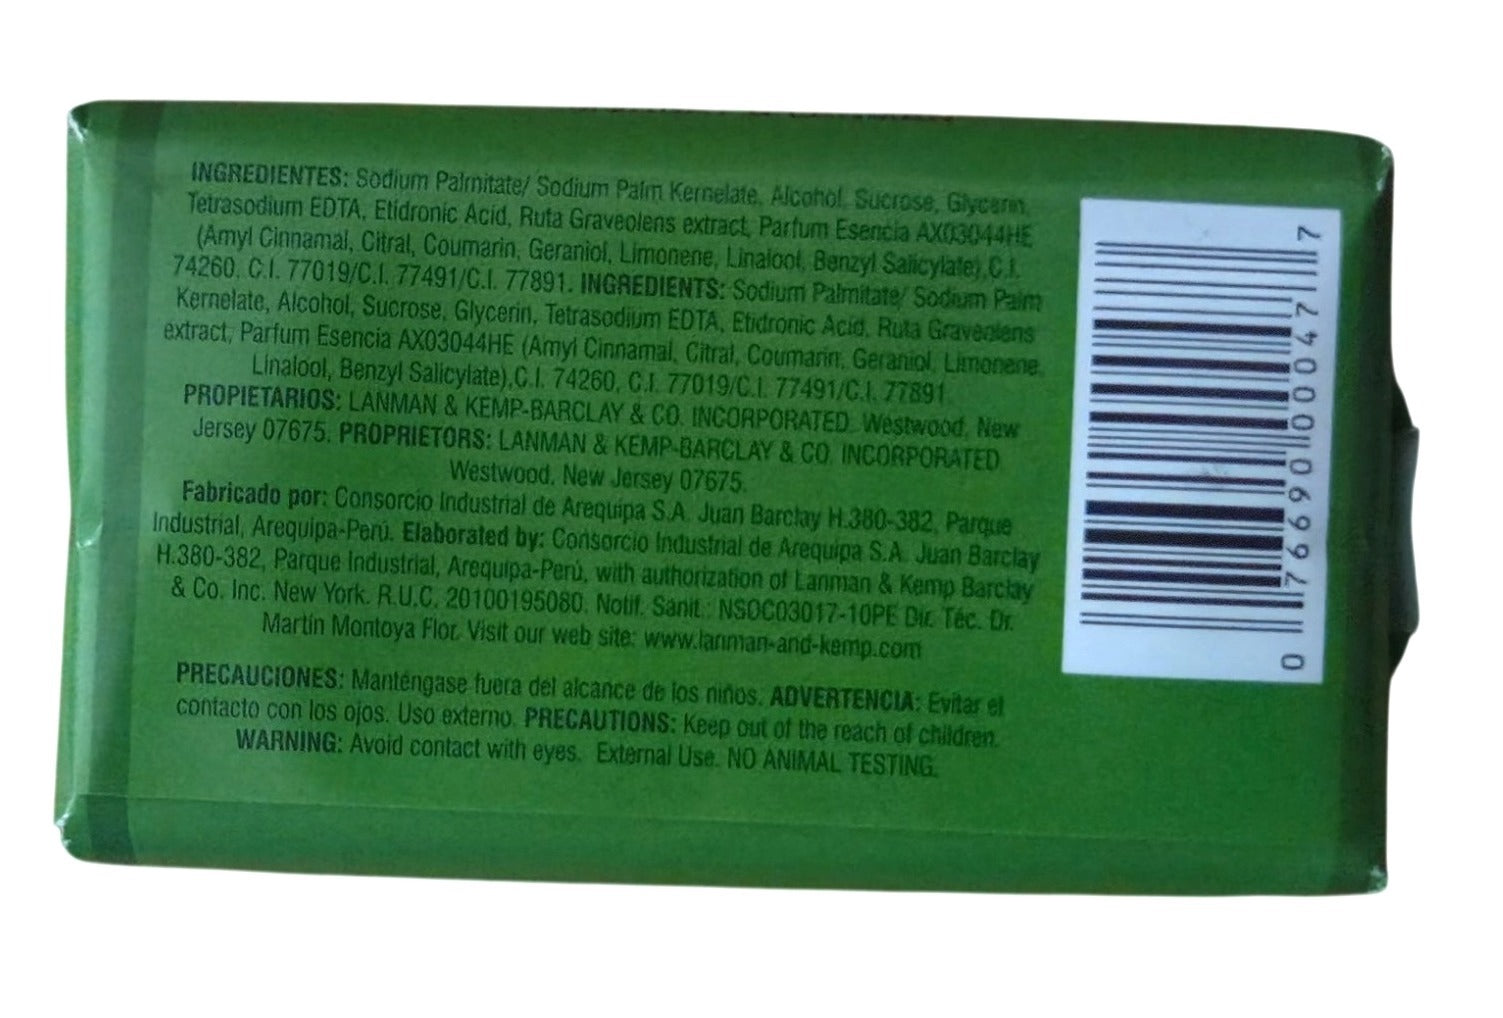 INGREDIENTES: Sodium Palmitate/ Sodium Palm Kernelate, Alcohol, Sucrose, Glycerin,
Tetrasodium EDTA, Etidronic Acid, Ruta Graveolens extract, Parfum Esencia AX03044HE
(Amyl Cinnamal, Citral, Coumarin, Geraniol, Limonene, Linalool, Benzyl Salicylate),C.I.
74260. C.I. 77019/C.I. 77491/C.I. 77891. INGREDIENTS: Sodium Palmitate/ Sodium Palm
Kernelate, Alcohol, Sucrose, Glycerin, Tetrasodium EDTA, Etidronic Acid, Ruta Graveolens
extract, Parfum Esencia AX03044HE (Amyl Cinnamal, Citral, Coumarin, Geraniol, Limonene,
Linalool, Benzyl Salicylate),C.I. 74260, C.I. 77019/C.I. 77491/C.I. 77891
PROPIETARIOS: LANMAN & KEMP-BARCLAY & CO. INCORPORATED. Westwood, New
Jersey 07675. PROPRIETORS: LANMAN & KEMP-BARCLAY & CO. INCORPORATED
Westwood. New Jersey 07675.
Fabricado por: Consorcio Industrial de Arequipa S.A. Juan Barclay H.380-382, Parque
Industrial, Arequipa-Perú. Elaborated by: Consorcio Industrial de Arequipa S.A. Juan Barclay
H.380-382, Parque Industrial, Arequipa-Perú, with authorization of Lanman & Kemp Barclay
& Co. Inc. New York. R.U.C. 20100195080. Notif. Sanit.: NSOC03017-10PE Dir. Téc. Dr.
Martín Montoya Flor. Visit our web site: www.lanman-and-kemp.com
PRECAUCIONES: Manténgase fuera del alcance de los niños. ADVERTENCIA: Evitar el
contacto con los ojos. Uso externo. PRECAUTIONS: Keep out of the reach of children.
WARNING: Avoid contact with eyes. External Use. NO ANIMAL TESTING.
0 76690 00047 7